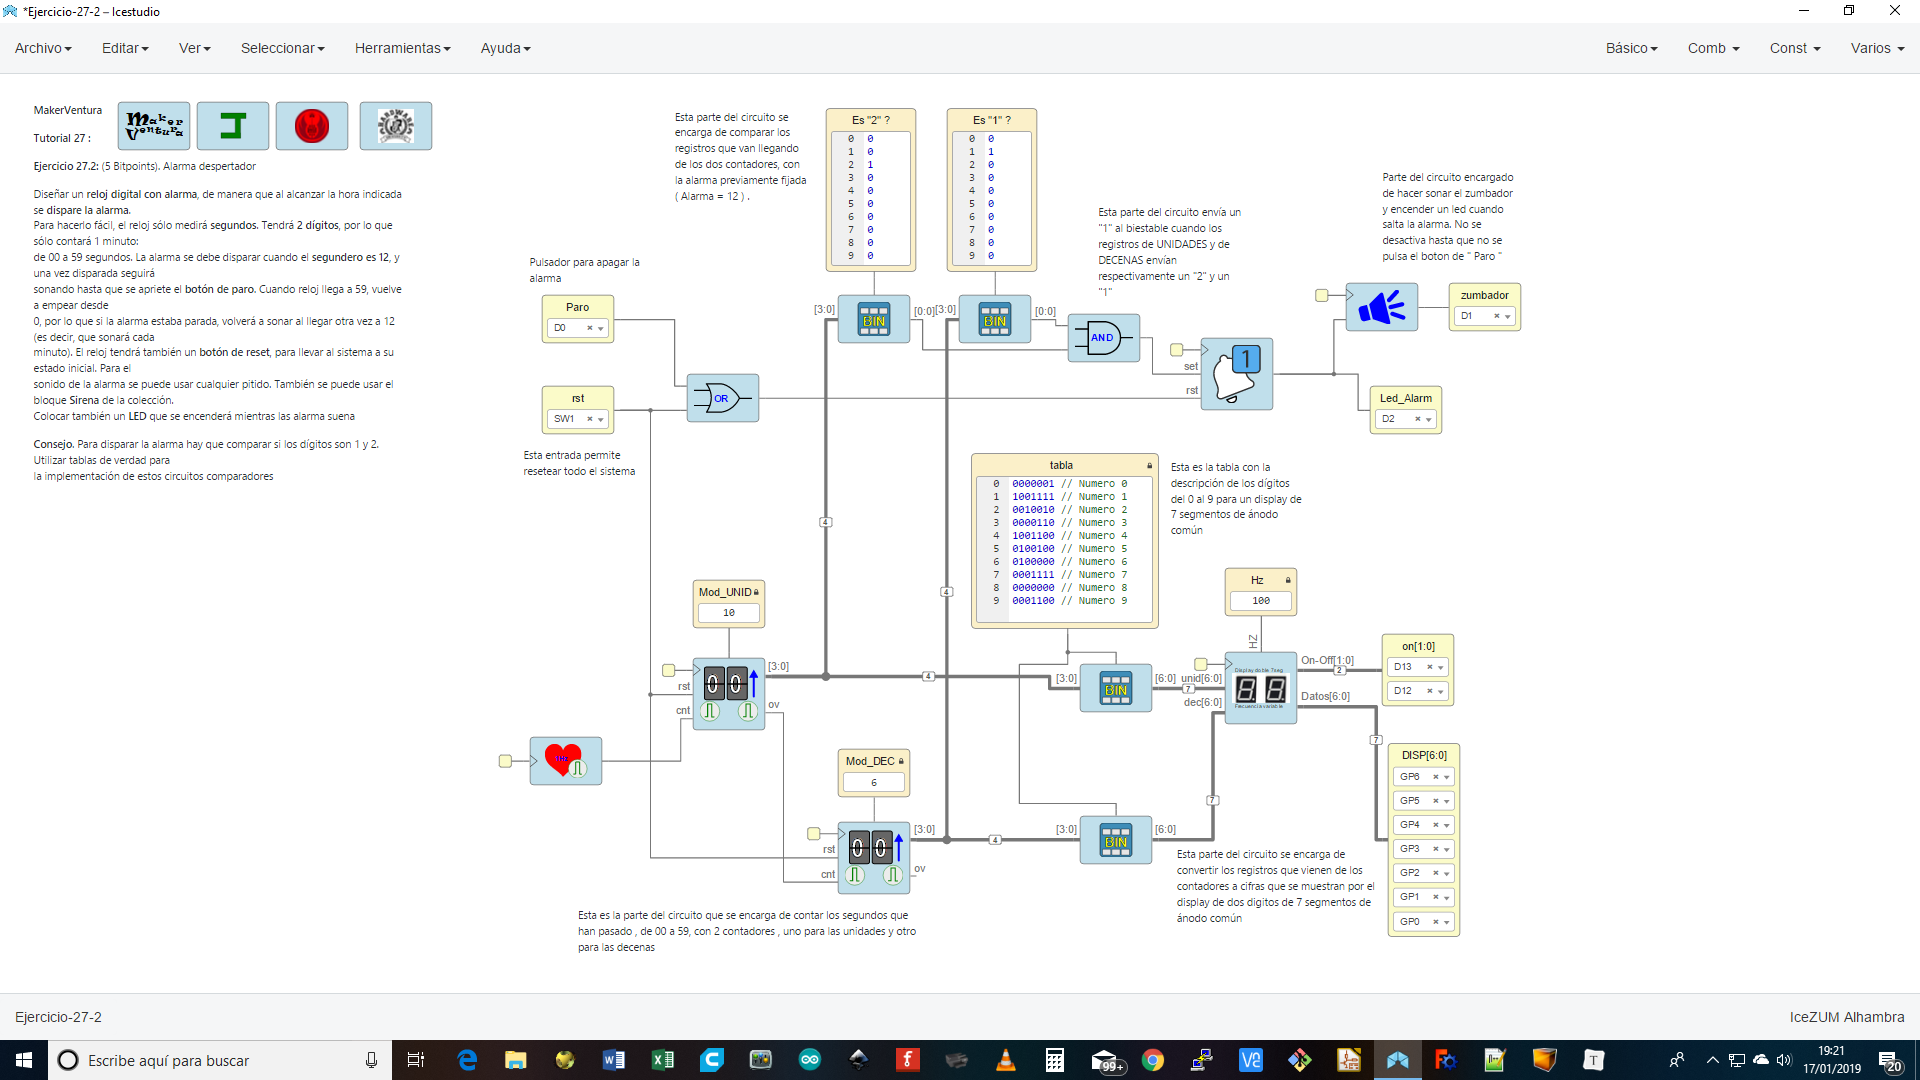 *Ejercicio-27-2 – Icestudio
Archivo
Editar
Ver
Seleccionar
Herramientas
Ayuda
Básico
Comb
Const
Varios
MakerVentura
Maker Ventura
Tutorial 27 :
Ejercicio 27.2: (5 Bitpoints). Alarma despertador
Diseñar un reloj digital con alarma, de manera que al alcanzar la hora indicada
se dispare la alarma.
Para hacerlo fácil, el reloj sólo medirá segundos. Tendrá 2 dígitos, por lo que
sólo contará 1 minuto:
de 00 a 59 segundos. La alarma se debe disparar cuando el segundero es 12, y
una vez disparada seguirá
sonando hasta que se apriete el botón de paro. Cuando reloj llega a 59, vuelve
a empear desde
0, por lo que si la alarma estaba parada, volverá a sonar al llegar otra vez a 12
(es decir, que sonará cada
minuto). El reloj tendrá también un botón de reset, para llevar al sistema a su
estado inicial. Para el
sonido de la alarma se puede usar cualquier pitido. También se puede usar el
bloque Sirena de la colección.
Colocar también un LED que se encenderá mientras las alarma suena
Consejo. Para disparar la alarma hay que comparar si los dígitos son 1 y 2.
Utilizar tablas de verdad para
la implementación de estos circuitos comparadores
Esta parte del circuito se
encarga de comparar los
registros que van llegando
de los dos contadores, con
la alarma previamente fijada
( Alarma = 12 ) .
Es "2" ?
0 0
1 0
2 1
3 0
4 0
5 0
6 0
7 0
8 0
9 0
Es "1" ?
0 0
1 1
2 0
3 0
4 0
5 0
6 0
7 0
8 0
9 0
Esta parte del circuito envía un
"1" al biestable cuando los
registros de UNIDADES y de
DECENAS envían
respectivamente un "2" y un
"1"
Parte del circuito encargado
de hacer sonar el zumbador
y encender un led cuando
salta la alarma. No se
desactiva hasta que no se
pulsa el boton de " Paro "
Pulsador para apagar la
alarma
Paro
D0
[3:0]
BIN
[0:0]
[3:0]
BIN
[0:0]
AND
set
rst
1
zumbador
D1
rst
SW1
OR
Led_Alarm
D2
Esta entrada permite
resetear todo el sistema
tabla
0 0000001 // Numero 0
1 1001111 // Numero 1
2 0010010 // Numero 2
3 0000110 // Numero 3
4 1001100 // Numero 4
5 0100100 // Numero 5
6 0100000 // Numero 6
7 0001111 // Numero 7
8 0000000 // Numero 8
9 0001100 // Numero 9
Esta es la tabla con la
descripción de los dígitos
del 0 al 9 para un display de
7 segmentos de ánodo
común
4
4
Mod_UNID
10
Hz
100
HZ
[3:0]
rst
cnt
ov
0 0
4
[3:0]
BIN
[6:0]
7
unid[6:0]
dec[6:0]
Display doble 7seg
88
Frecuencia variable
On-Off[1:0]
2
Datos[6:0]
on[1:0]
D13
D12
1Hz
Mod_DEC
6
[3:0]
rst
cnt
ov
0 0
4
[3:0]
BIN
[6:0]
7
7
DISP[6:0]
GP6
GP5
GP4
GP3
GP2
GP1
GP0
Esta parte del circuito se encarga de
convertir los registros que vienen de los
contadores a cifras que se muestran por el
display de dos digitos de 7 segmentos de
ánodo común
Esta es la parte del circuito que se encarga de contar los segundos que
han pasado , de 00 a 59, con 2 contadores , uno para las unidades y otro
para las decenas
Ejercicio-27-2
IceZUM Alhambra
Escribe aquí para buscar
99+
19:21
17/01/2019
20